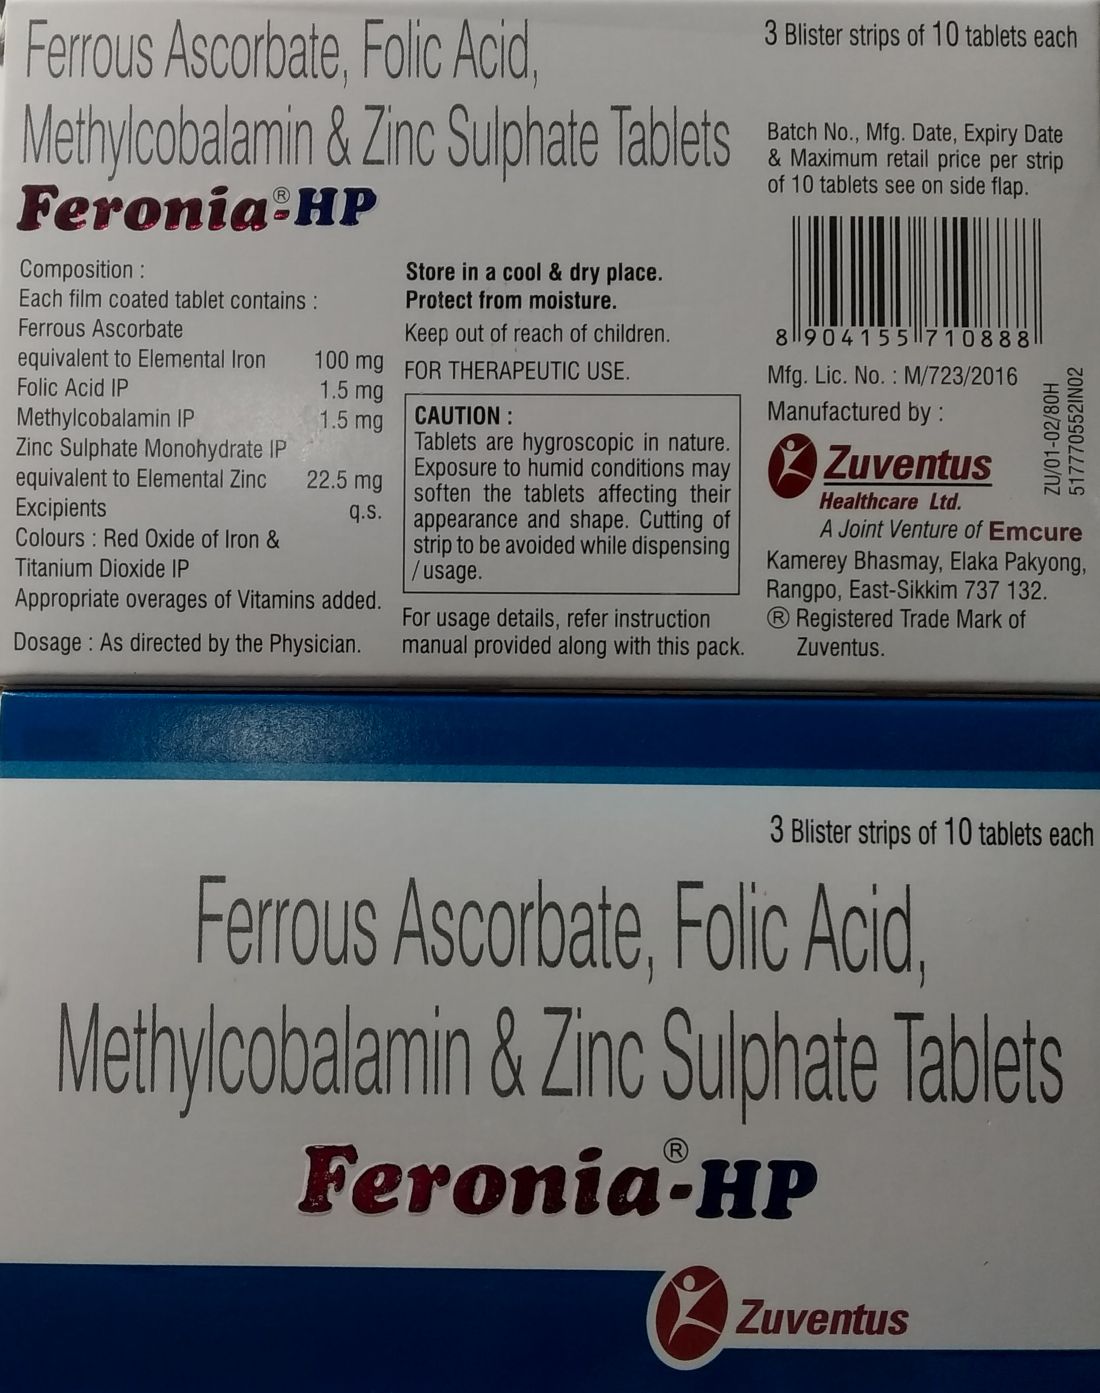 Ferrous Ascorbate, Folic Acid,
Methylcobalamin & Zinc Sulphate Tablets
Feronia®-HP
Composition :
Each film coated tablet contains :
Ferrous Ascorbate
equivalent to Elemental Iron 100 mg
Folic Acid IP 1.5 mg
Methylcobalamin IP 1.5 mg
Zinc Sulphate Monohydrate IP
equivalent to Elemental Zinc 22.5 mg
Excipients q.s.
Colours : Red Oxide of Iron &
Titanium Dioxide IP
Appropriate overages of Vitamins added.
Dosage : As directed by the Physician.
Store in a cool & dry place.
Protect from moisture.
Keep out of reach of children.
FOR THERAPEUTIC USE.
CAUTION :
Tablets are hygroscopic in nature.
Exposure to humid conditions may
soften the tablets affecting their
appearance and shape. Cutting of
strip to be avoided while dispensing
/ usage.
For usage details, refer instruction
manual provided along with this pack.
3 Blister strips of 10 tablets each
Batch No., Mfg. Date, Expiry Date
& Maximum retail price per strip
of 10 tablets see on side flap.
8 904155 710888
Mfg. Lic. No. : M/723/2016
Manufactured by :
Zuventus
Healthcare Ltd.
A Joint Venture of Emcure
Kamerey Bhasmay, Elaka Pakyong,
Rangpo, East-Sikkim 737 132.
® Registered Trade Mark of
Zuventus.
ZU/01-02/80H
517770552IN02
3 Blister strips of 10 tablets each
Ferrous Ascorbate, Folic Acid,
Methylcobalamin & Zinc Sulphate Tablets
Feronia®-HP
Zuventus